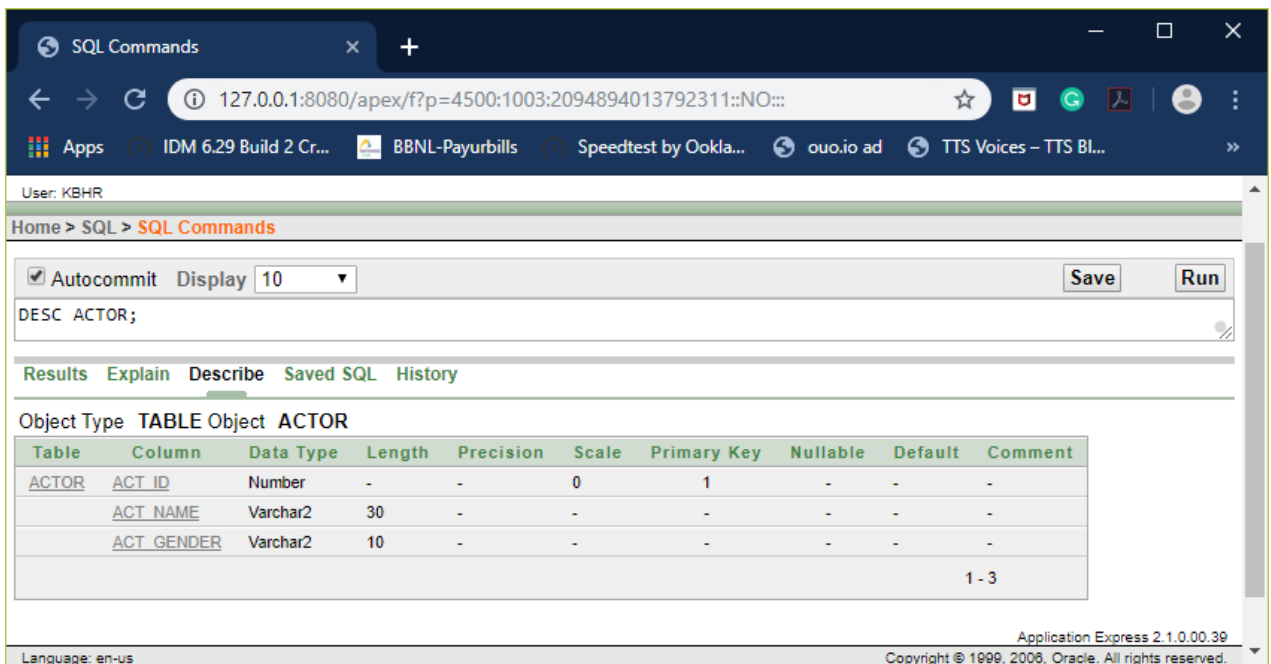 SQL Commands
127.0.0.1:8080/apex/f?p=4500:1003:2094894013792311::NO:::
Apps IDM 6.29 Build 2 Cr... BBNL-Payurbills Speedtest by Ookla... ouo.io ad TTS Voices – TTS Bl... »
User: KBHR
Home > SQL > SQL Commands
Autocommit Display 10 Save Run
DESC ACTOR;
Results Explain Describe Saved SQL History
Object Type TABLE Object ACTOR
Table Column Data Type Length Precision Scale Primary Key Nullable Default Comment
ACTOR ACT_ID Number - - 0 1 - - -
ACT_NAME Varchar2 30 - - - - - -
ACT_GENDER Varchar2 10 - - - - - -
1 - 3
Application Express 2.1.0.00.39
Language: en-us Copyright © 1999, 2006, Oracle. All rights reserved.